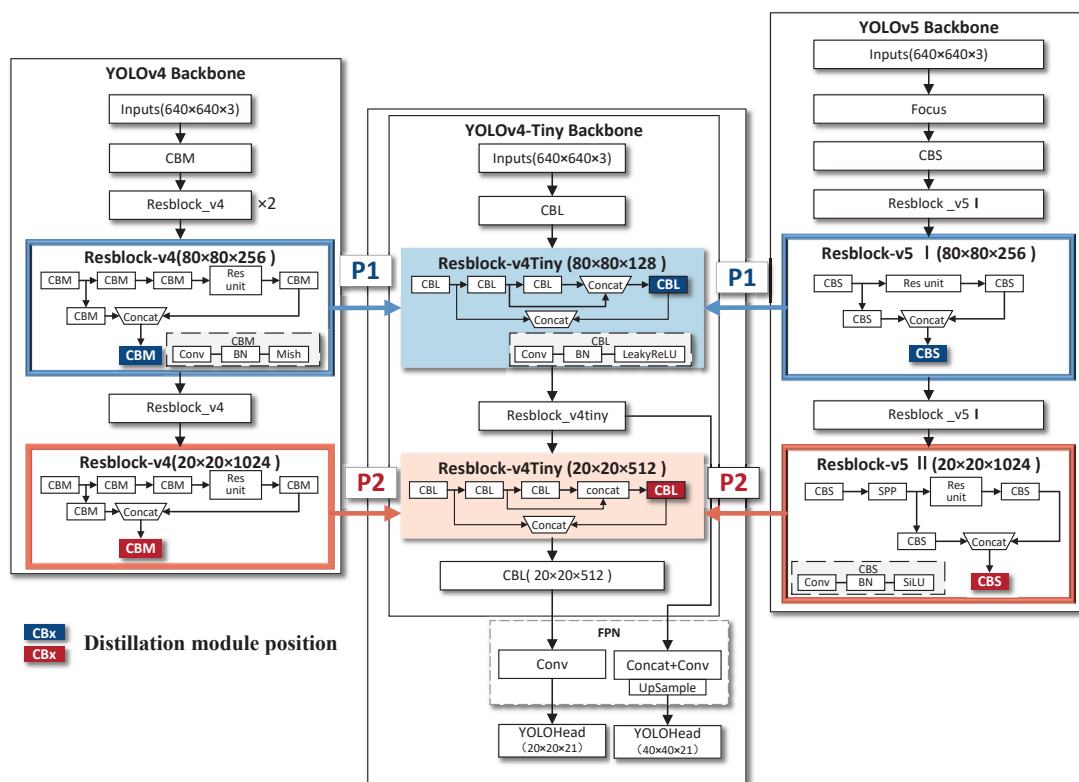 YOLOv4 Backbone
Inputs(640×640×3)
CBM
Resblock_v4
×2
Resblock-v4(80×80×256 )
CBM
CBM
CBM
Res
unit
CBM
CBM
Concat
CBM
CBM
Conv
BN
Mish
Resblock_v4
Resblock-v4(20×20×1024 )
CBM
CBM
CBM
Res
unit
CBM
CBM
Concat
CBM
CBx
CBx
Distillation module position
P1
P2
YOLOv4-Tiny Backbone
Inputs(640×640×3)
CBL
Resblock-v4Tiny (80×80×128 )
CBL
CBL
CBL
Concat
CBL
Concat
CBL
Conv
BN
LeakyReLU
Resblock_v4tiny
Resblock-v4Tiny (20×20×512 )
CBL
CBL
CBL
concat
CBL
Concat
CBL( 20×20×512 )
FPN
Conv
Concat+Conv
UpSample
YOLOHead
(20×20×21)
YOLOHead
(40×40×21)
P1
P2
YOLOv5 Backbone
Inputs(640×640×3)
Focus
CBS
Resblock _v5 I
Resblock-v5 I (80×80×256 )
CBS
Res unit
CBS
CBS
Concat
CBS
Resblock _v5 I
Resblock-v5 II (20×20×1024 )
CBS
SPP
Res
unit
CBS
CBS
Concat
CBS
CBS
Conv
BN
SiLU